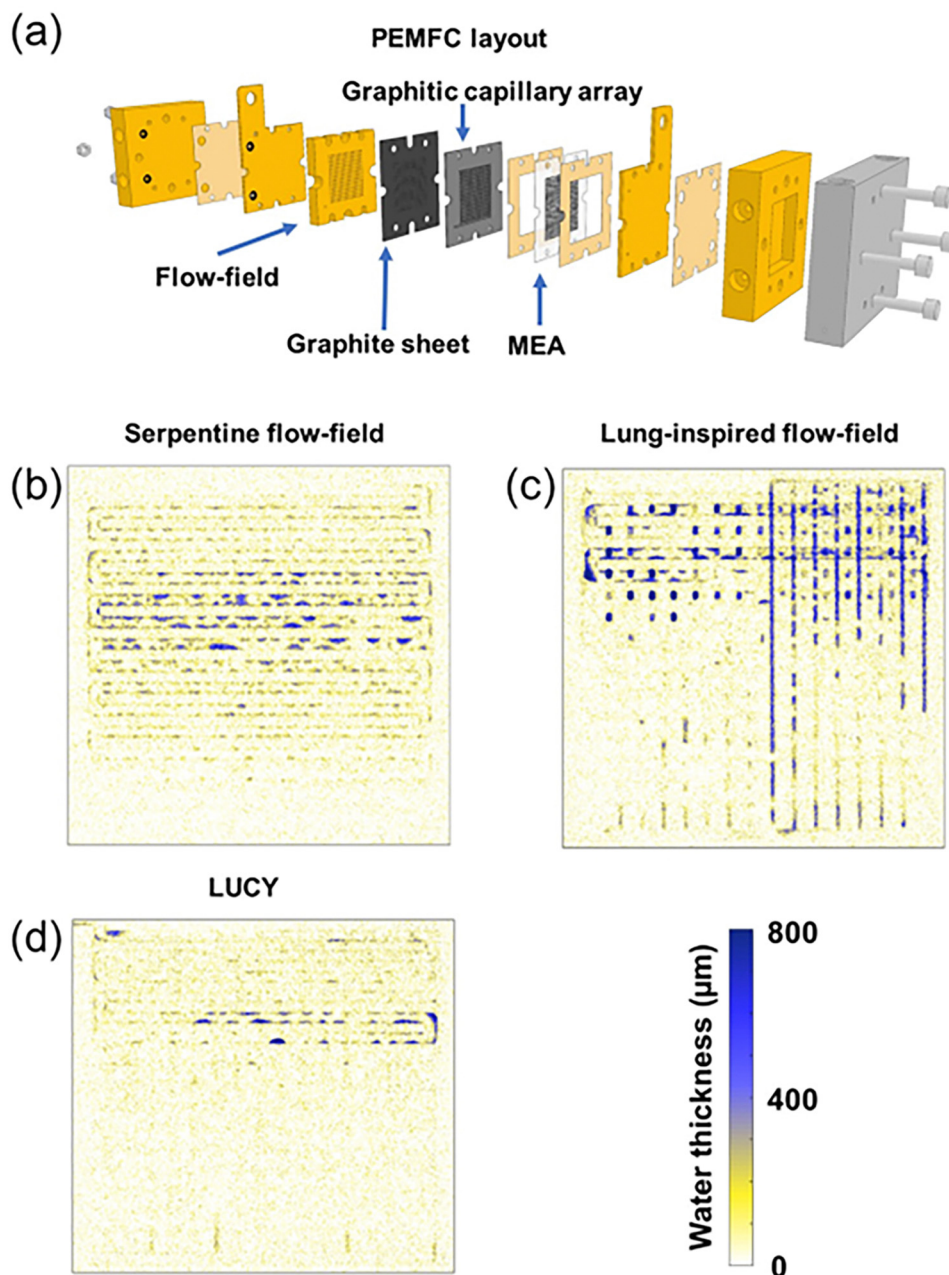 (a)
PEMFC layout
Graphitic capillary array
Flow-field
Graphite sheet
MEA
Serpentine flow-field
Lung-inspired flow-field
(b)
(c)
LUCY
(d)
Water thickness (µm)
800
400
0